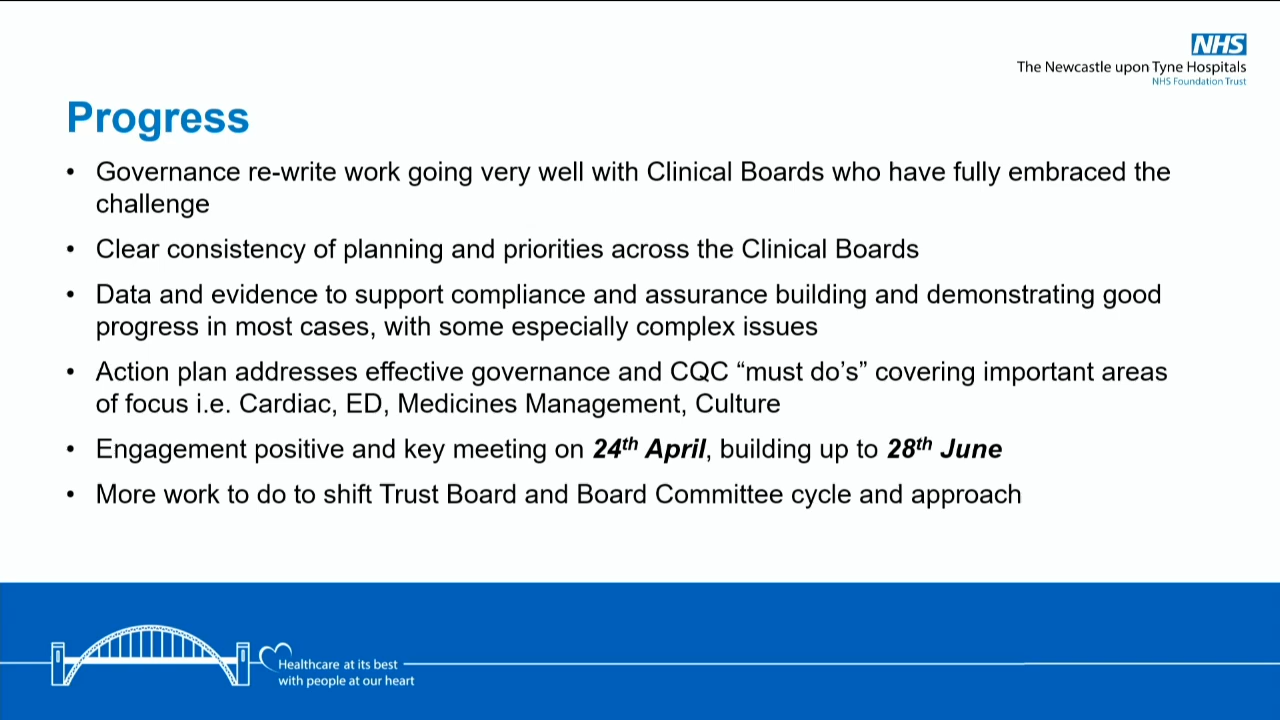 NHS
The Newcastle upon Tyne Hospitals
NHS Foundation Trust
Progress
• Governance re-write work going very well with Clinical Boards who have fully embraced the
challenge
• Clear consistency of planning and priorities across the Clinical Boards
• Data and evidence to support compliance and assurance building and demonstrating good
progress in most cases, with some especially complex issues
• Action plan addresses effective governance and CQC “must do’s” covering important areas
of focus i.e. Cardiac, ED, Medicines Management, Culture
• Engagement positive and key meeting on 24th April, building up to 28th June
• More work to do to shift Trust Board and Board Committee cycle and approach
Healthcare at its best
with people at our heart